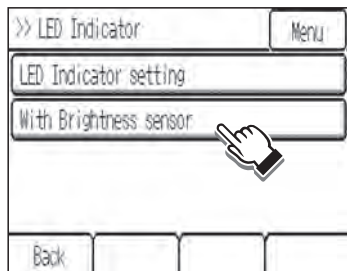 >> LED Indicator
Menu
LED Indicator setting
With Brightness sensor
Back